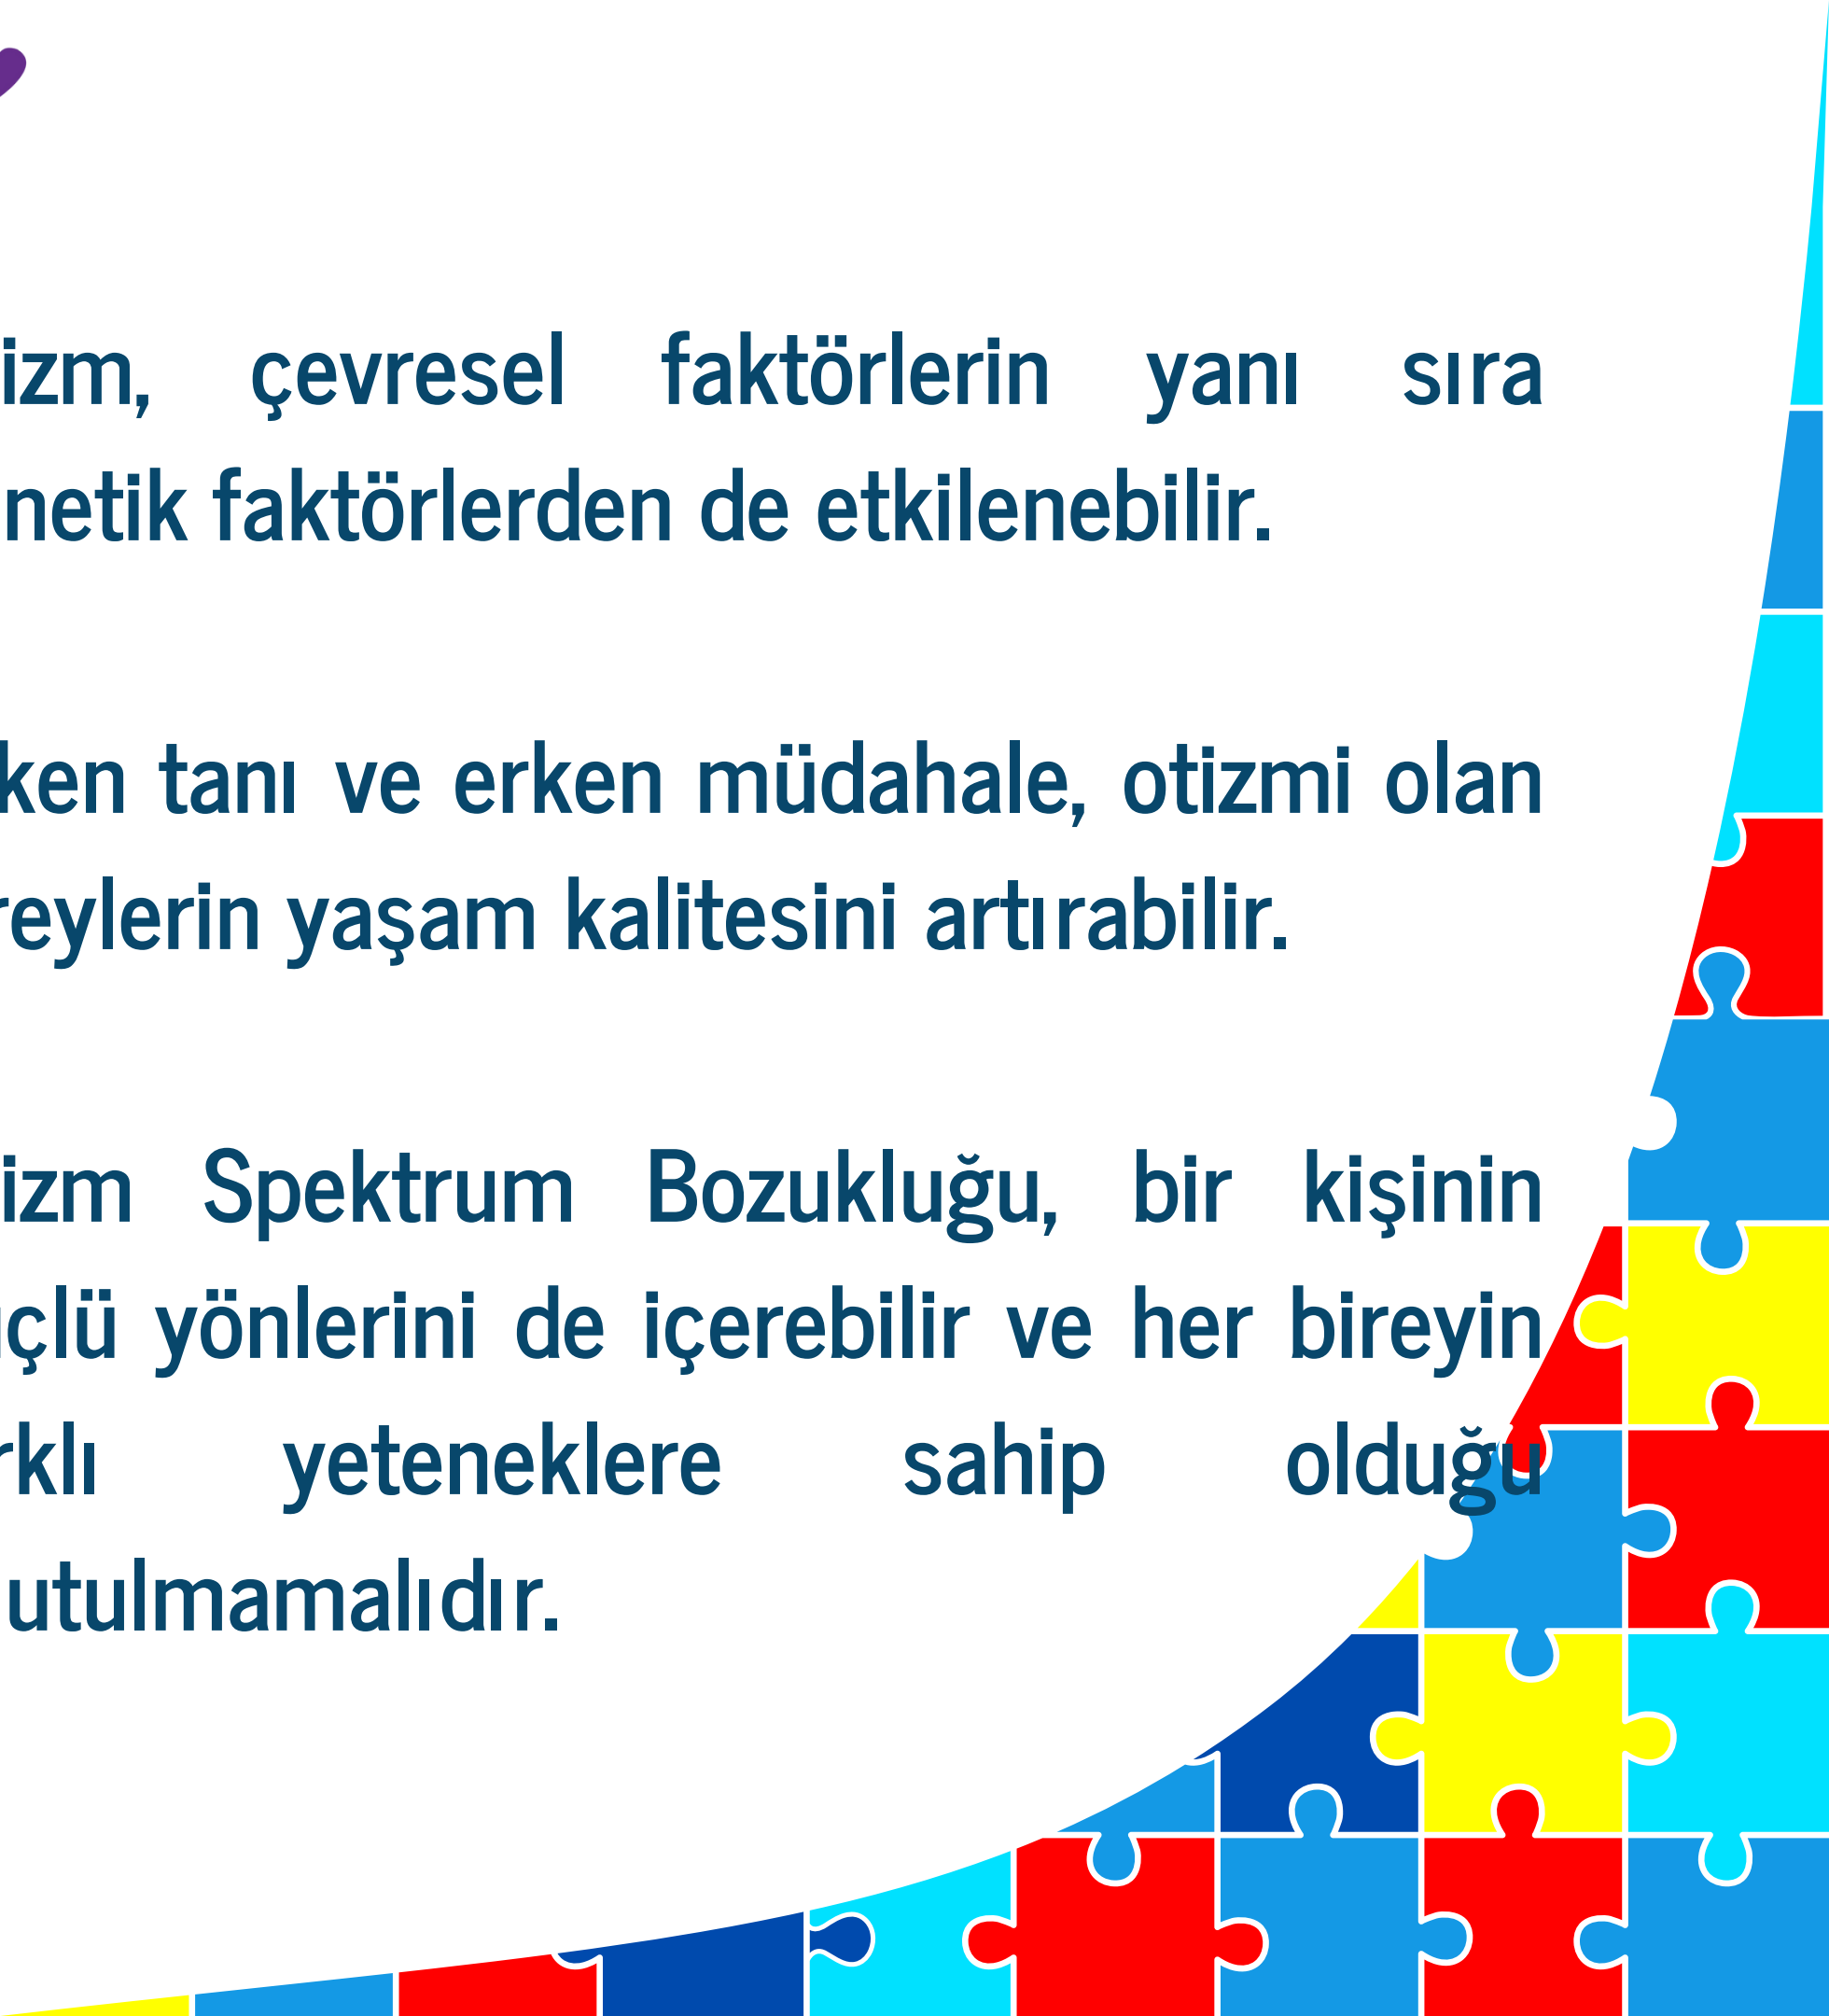 izm, çevresel faktörlerin yanı sıra
netik faktörlerden de etkilenebilir.
ken tanı ve erken müdahale, otizmi olan
reylerin yaşam kalitesini artırabilir.
izm Spektrum Bozukluğu, bir kişinin
üçlü yönlerini de içerebilir ve her bireyin
rklı yeteneklere sahip olduğu
utulmamalıdır.